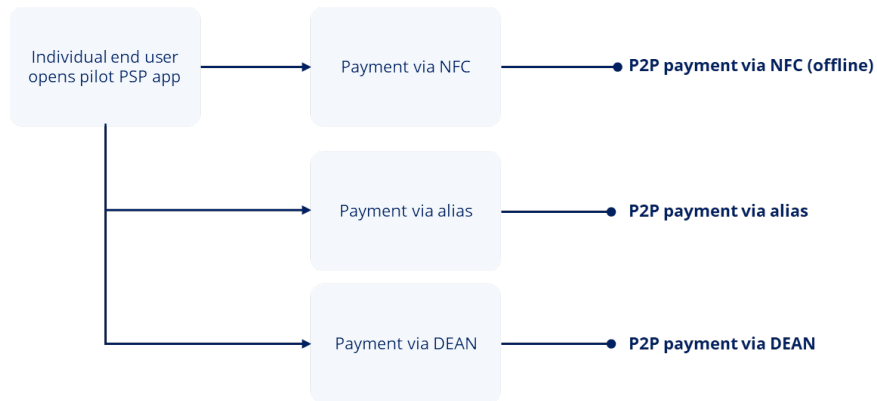 Individual end user
opens pilot PSP app
Payment via NFC
P2P payment via NFC (offline)
Payment via alias
P2P payment via alias
Payment via DEAN
P2P payment via DEAN